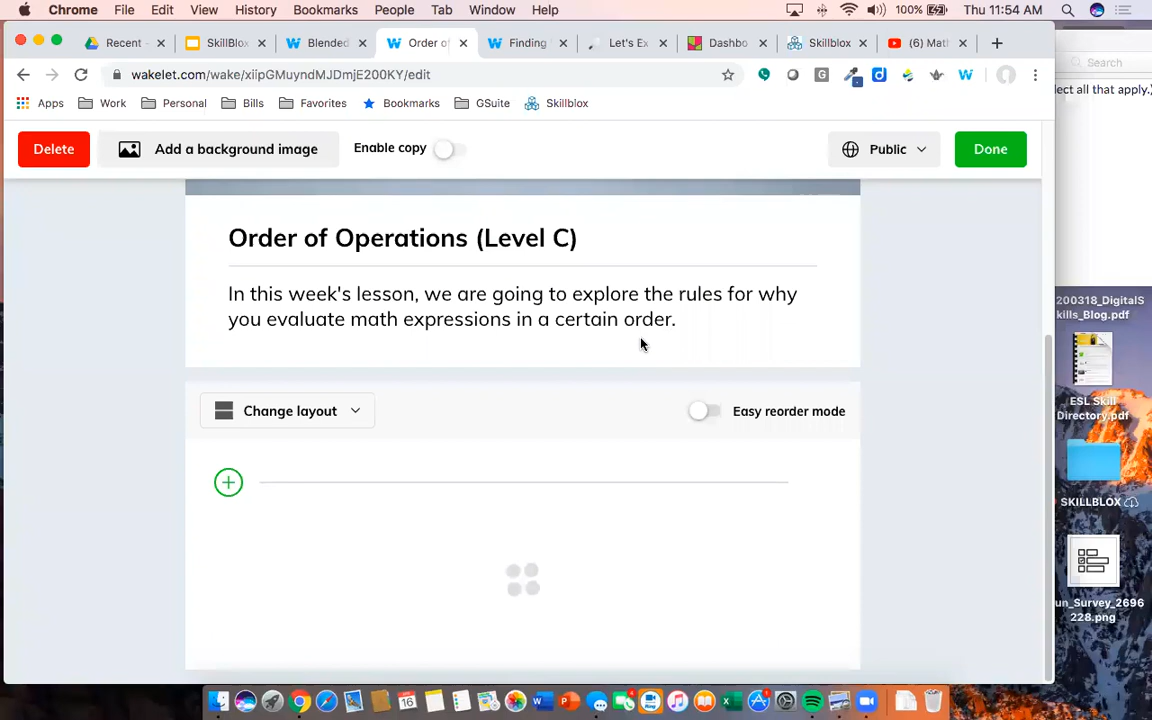 Chrome File Edit View History Bookmarks People Tab Window Help 100% Thu 11:54 AM
Recent - SkillBlox Blended Order of Finding Let's Ex Dashbo Skillblox (6) Mat
wakelet.com/wake/xiipGMuyndMJDmjE200KY/edit
Search
Apps Work Personal Bills Favorites Bookmarks GSuite Skillblox
lect all that apply.)
Delete Add a background image Enable copy Public Done
Order of Operations (Level C)
In this week's lesson, we are going to explore the rules for why
you evaluate math expressions in a certain order.
200318_DigitalS
kills_Blog.pdf
ESL Skill
Directory.pdf
Change layout Easy reorder mode
SKILLBLOX
un_Survey_2696
228.png
16